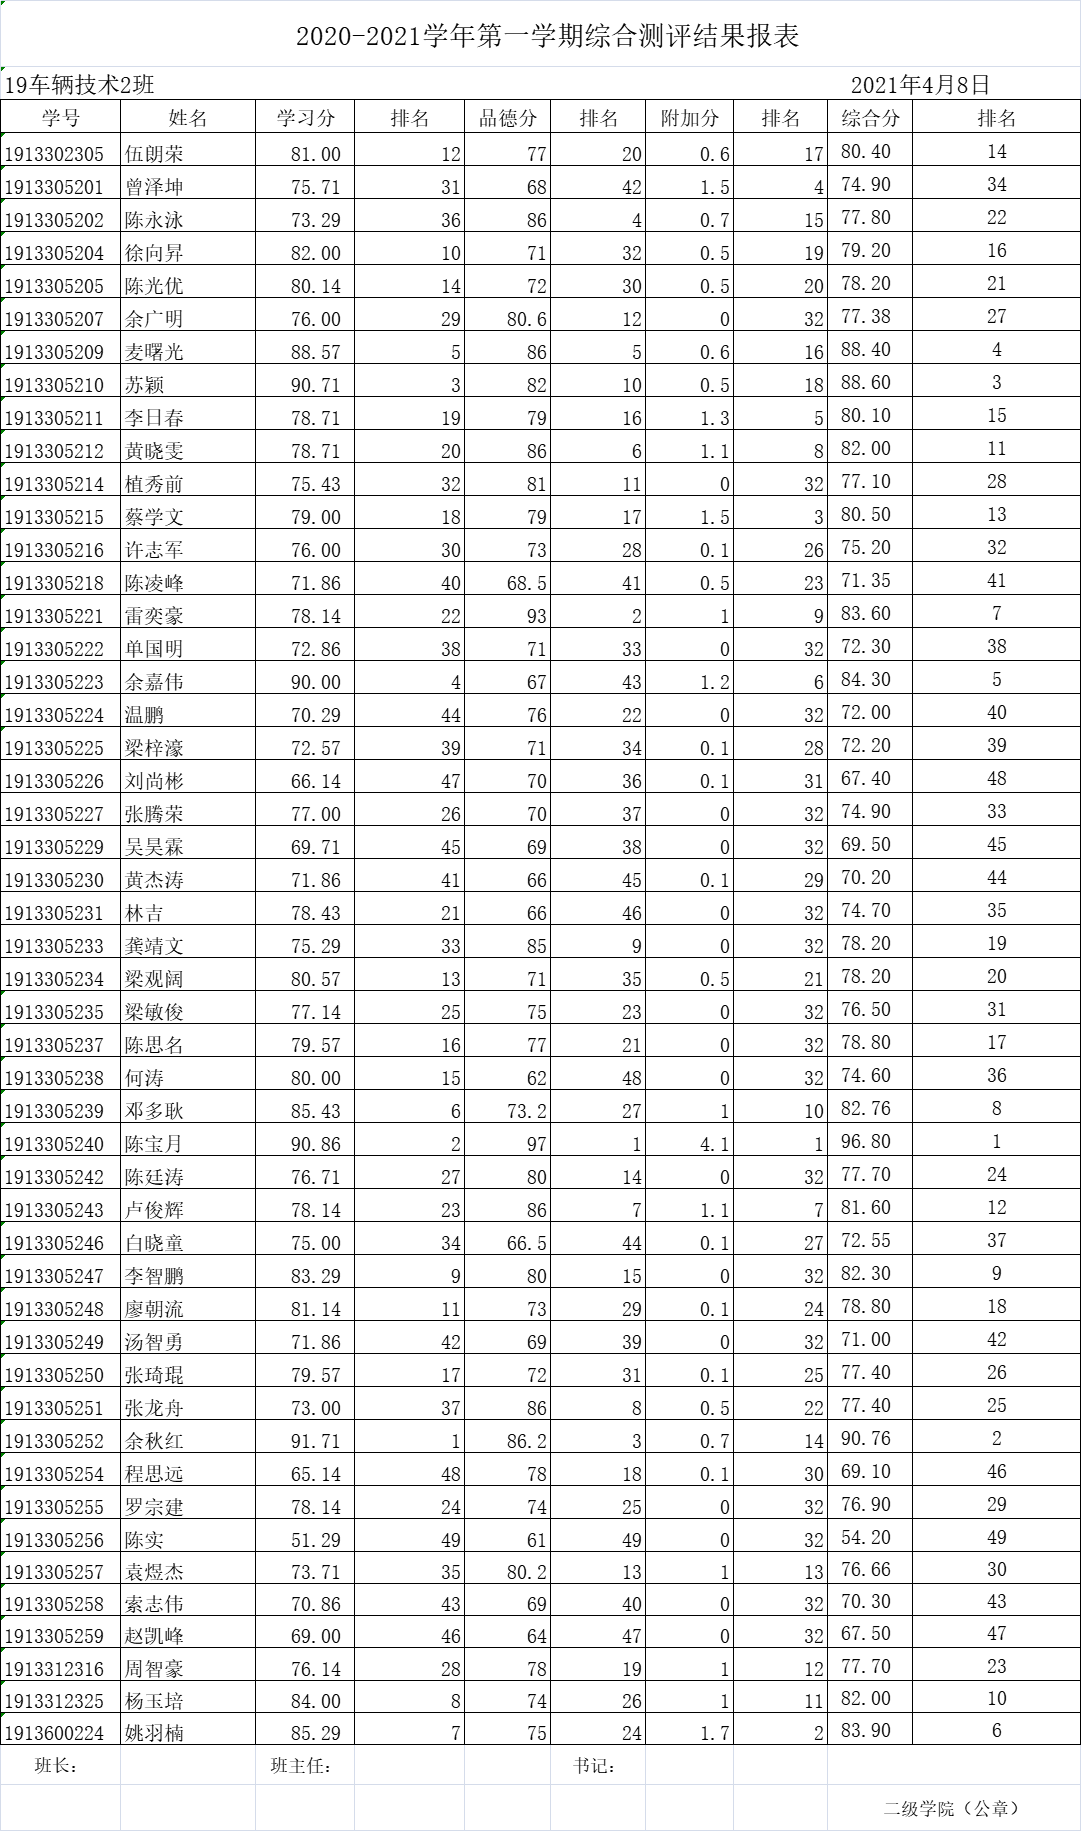 2020-2021学年第一学期综合测评结果报表
19车辆技术2班 2021年4月8日
学号 姓名 学习分 排名 品德分 排名 附加分 排名 综合分 排名
1913302305 伍朗荣 81.00 12 77 20 0.6 17 80.40 14
1913305201 曾泽坤 75.71 31 68 42 1.5 4 74.90 34
1913305202 陈永泳 73.29 36 86 4 0.7 15 77.80 22
1913305204 徐向昇 82.00 10 71 32 0.5 19 79.20 16
1913305205 陈光优 80.14 14 72 30 0.5 20 78.20 21
1913305207 余广明 76.00 29 80.6 12 0 32 77.38 27
1913305209 麦曙光 88.57 5 86 5 0.6 16 88.40 4
1913305210 苏颖 90.71 3 82 10 0.5 18 88.60 3
1913305211 李日春 78.71 19 79 16 1.3 5 80.10 15
1913305212 黄晓雯 78.71 20 86 6 1.1 8 82.00 11
1913305214 植秀前 75.43 32 81 11 0 32 77.10 28
1913305215 蔡学文 79.00 18 79 17 1.5 3 80.50 13
1913305216 许志军 76.00 30 73 28 0.1 26 75.20 32
1913305218 陈凌峰 71.86 40 68.5 41 0.5 23 71.35 41
1913305221 雷奕豪 78.14 22 93 2 1 9 83.60 7
1913305222 单国明 72.86 38 71 33 0 32 72.30 38
1913305223 余嘉伟 90.00 4 67 43 1.2 6 84.30 5
1913305224 温鹏 70.29 44 76 22 0 32 72.00 40
1913305225 梁梓濠 72.57 39 71 34 0.1 28 72.20 39
1913305226 刘尚彬 66.14 47 70 36 0.1 31 67.40 48
1913305227 张腾荣 77.00 26 70 37 0 32 74.90 33
1913305229 吴昊霖 69.71 45 69 38 0 32 69.50 45
1913305230 黄杰涛 71.86 41 66 45 0.1 29 70.20 44
1913305231 林吉 78.43 21 66 46 0 32 74.70 35
1913305233 龚靖文 75.29 33 85 9 0 32 78.20 19
1913305234 梁观阔 80.57 13 71 35 0.5 21 78.20 20
1913305235 梁敏俊 77.14 25 75 23 0 32 76.50 31
1913305237 陈思名 79.57 16 77 21 0 32 78.80 17
1913305238 何涛 80.00 15 62 48 0 32 74.60 36
1913305239 邓多耿 85.43 6 73.2 27 1 10 82.76 8
1913305240 陈宝月 90.86 2 97 1 4.1 1 96.80 1
1913305242 陈廷涛 76.71 27 80 14 0 32 77.70 24
1913305243 卢俊辉 78.14 23 86 7 1.1 7 81.60 12
1913305246 白晓童 75.00 34 66.5 44 0.1 27 72.55 37
1913305247 李智鹏 83.29 9 80 15 0 32 82.30 9
1913305248 廖朝流 81.14 11 73 29 0.1 24 78.80 18
1913305249 汤智勇 71.86 42 69 39 0 32 71.00 42
1913305250 张琦琨 79.57 17 72 31 0.1 25 77.40 26
1913305251 张龙舟 73.00 37 86 8 0.5 22 77.40 25
1913305252 余秋红 91.71 1 86.2 3 0.7 14 90.76 2
1913305254 程思远 65.14 48 78 18 0.1 30 69.10 46
1913305255 罗宗建 78.14 24 74 25 0 32 76.90 29
1913305256 陈实 51.29 49 61 49 0 32 54.20 49
1913305257 袁煜杰 73.71 35 80.2 13 1 13 76.66 30
1913305258 索志伟 70.86 43 69 40 0 32 70.30 43
1913305259 赵凯峰 69.00 46 64 47 0 32 67.50 47
1913312316 周智豪 76.14 28 78 19 1 12 77.70 23
1913312325 杨玉培 84.00 8 74 26 1 11 82.00 10
1913600224 姚羽楠 85.29 7 75 24 1.7 2 83.90 6
班长： 班主任： 书记：
二级学院（公章）